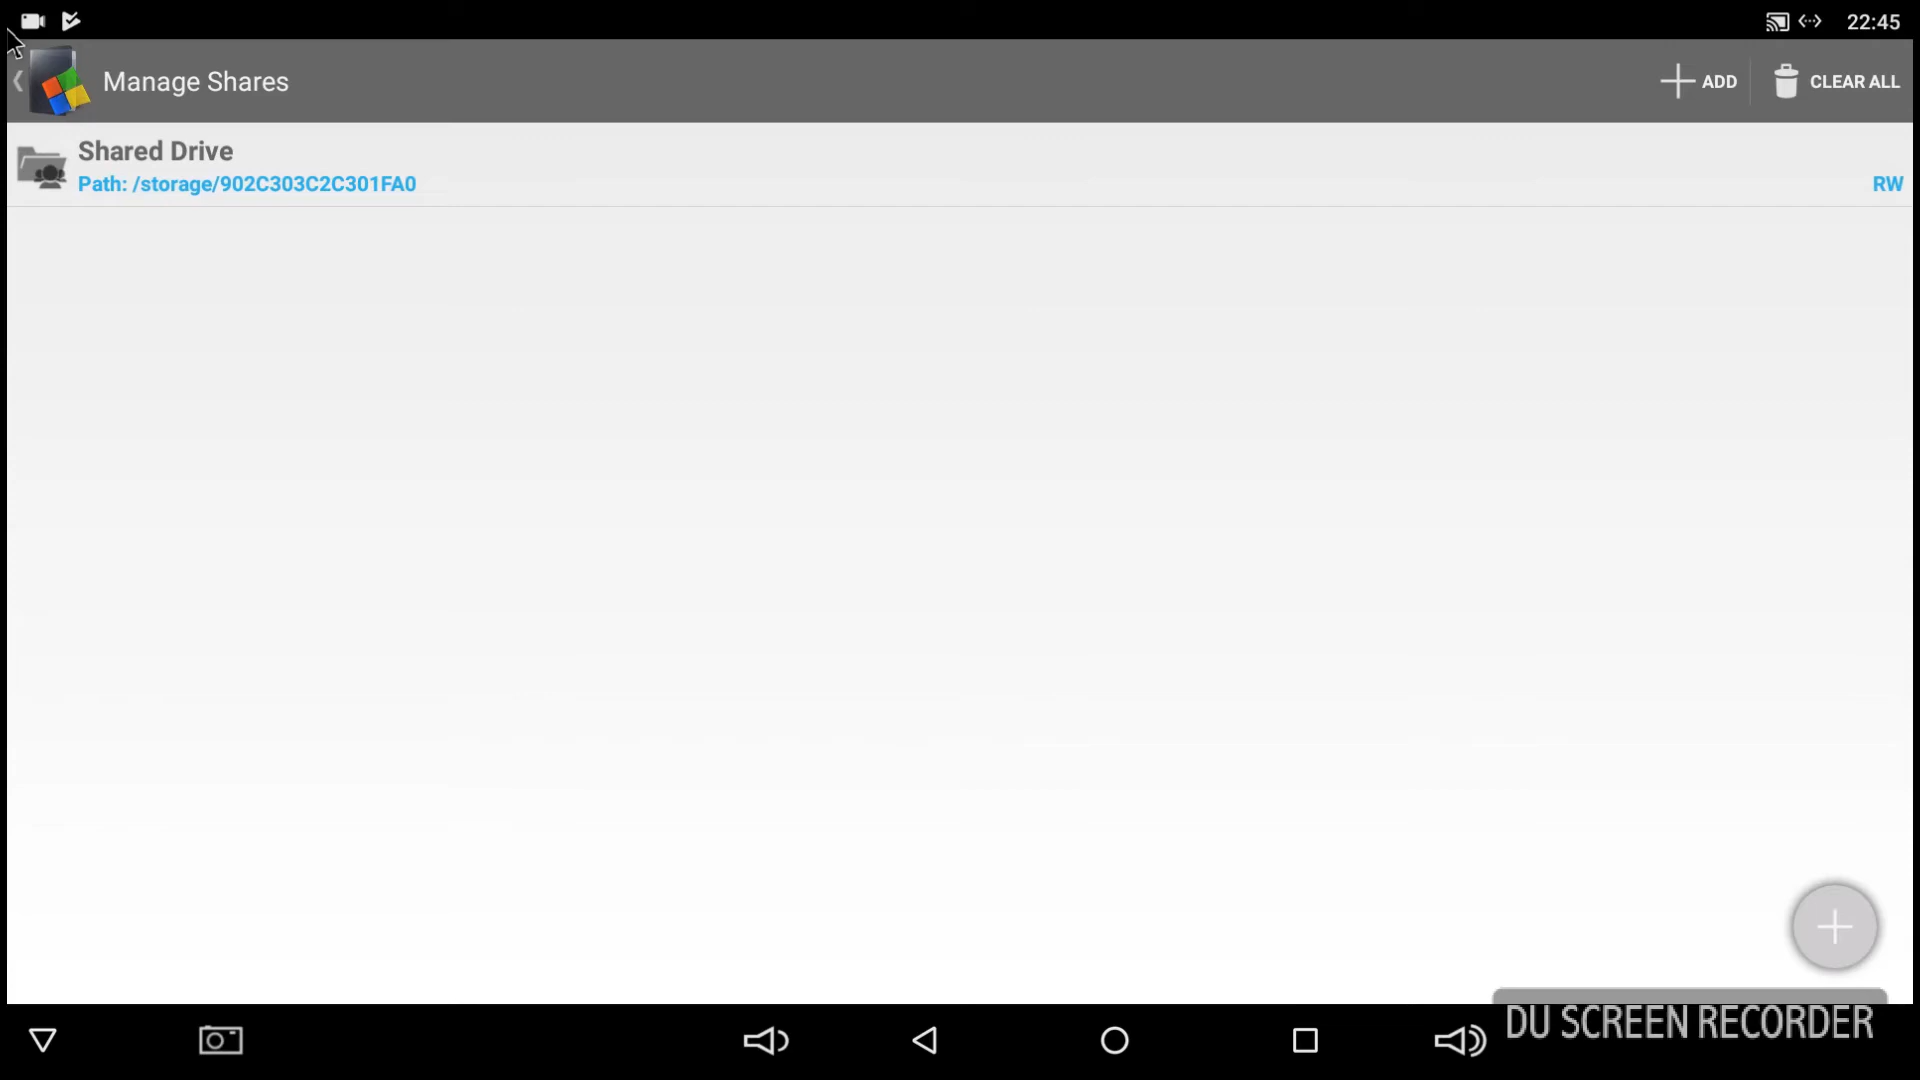 22:45
Manage Shares
ADD
CLEAR ALL
Shared Drive
Path: /storage/902C303C2C301FA0
RW
DU SCREEN RECORDER